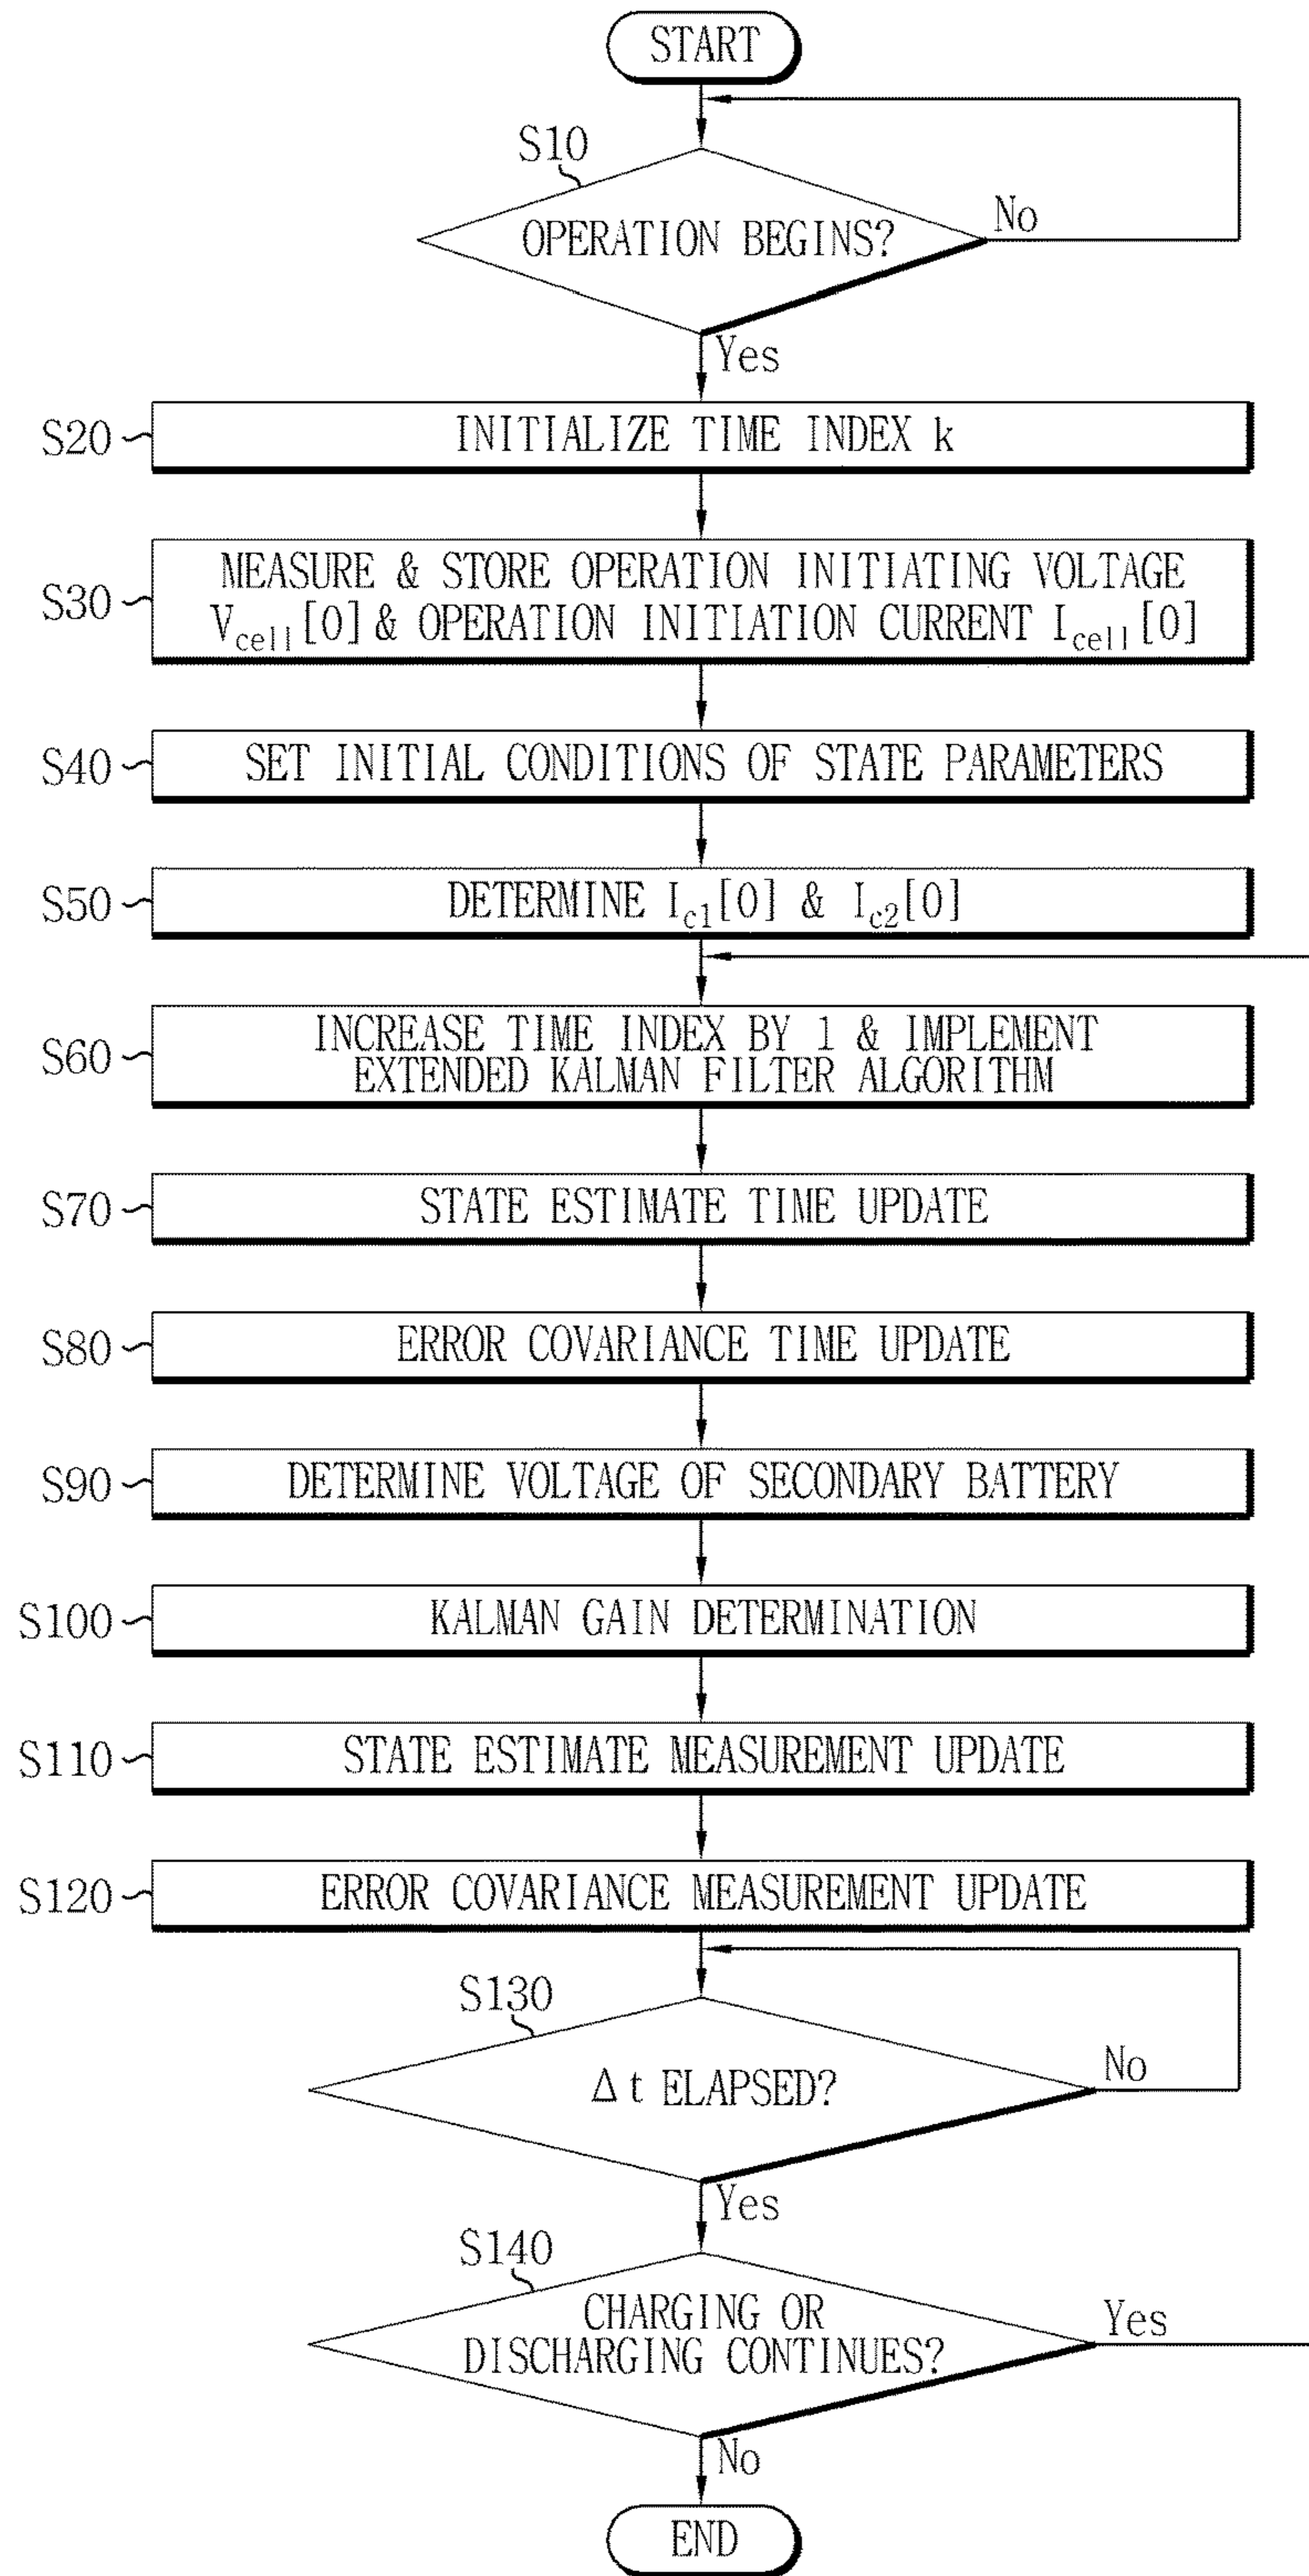 START
S10
OPERATION BEGINS?
No
Yes
S20
INITIALIZE TIME INDEX k
S30
MEASURE & STORE OPERATION INITIATING VOLTAGE
Vcell[0] & OPERATION INITIATION CURRENT Icell[0]
S40
SET INITIAL CONDITIONS OF STATE PARAMETERS
S50
DETERMINE Ic1[0] & Ic2[0]
S60
INCREASE TIME INDEX BY 1 & IMPLEMENT
EXTENDED KALMAN FILTER ALGORITHM
S70
STATE ESTIMATE TIME UPDATE
S80
ERROR COVARIANCE TIME UPDATE
S90
DETERMINE VOLTAGE OF SECONDARY BATTERY
S100
KALMAN GAIN DETERMINATION
S110
STATE ESTIMATE MEASUREMENT UPDATE
S120
ERROR COVARIANCE MEASUREMENT UPDATE
S130
Δt ELAPSED?
No
Yes
S140
CHARGING OR
DISCHARGING CONTINUES?
Yes
No
END